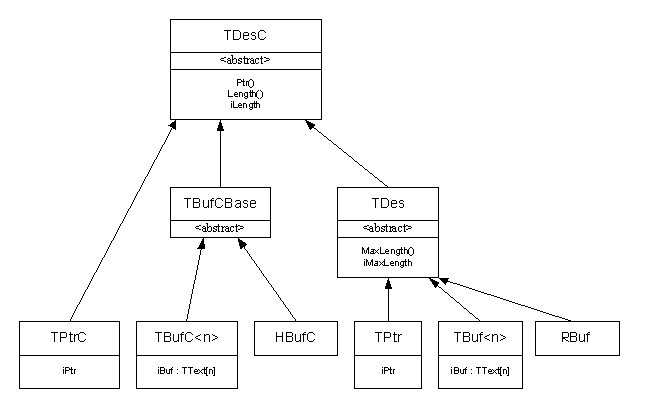 TDesC
<abstract>
Ptr()
Length()
iLength
TBufCBase
<abstract>
TDes
<abstract>
MaxLength()
iMaxLength
TPtrC
iPtr
TBufC<n>
iBuf : TText[n]
HBufC
TPtr
iPtr
TBuf<n>
iBuf : TText[n]
RBuf